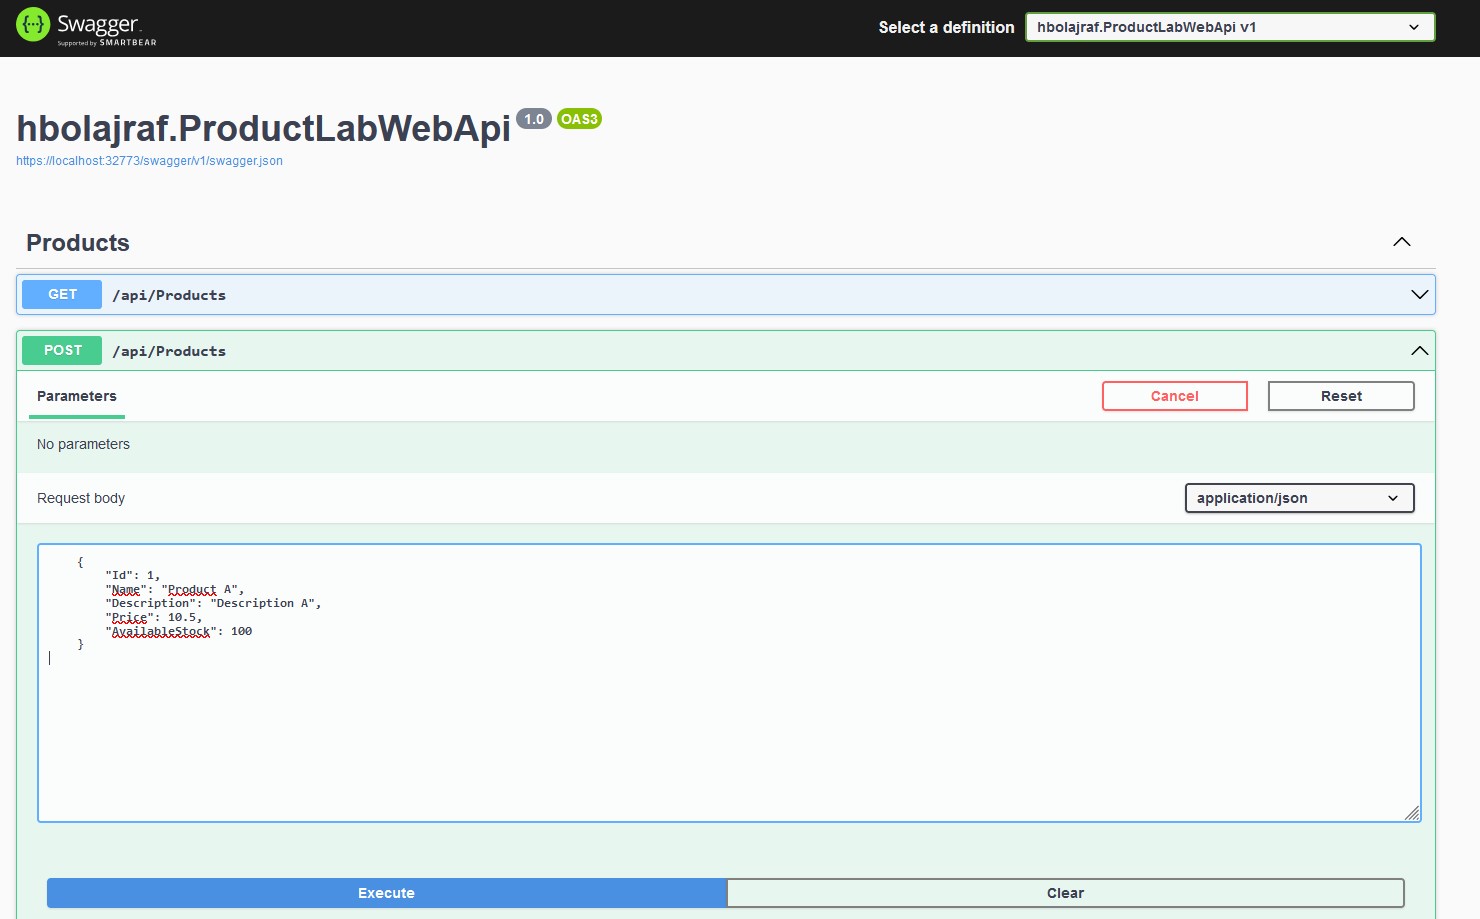 Swagger
Supported by SMARTBEAR
Select a definition
hbolajraf.ProductLabWebApi v1
hbolajraf.ProductLabWebApi 1.0 OAS3
https://localhost:32773/swagger/v1/swagger.json
Products
GET /api/Products
POST /api/Products
Parameters
Cancel
Reset
No parameters
Request body
application/json
{
"Id": 1,
"Name": "Product A",
"Description": "Description A",
"Price": 10.5,
"AvailableStock": 100
}
Execute
Clear